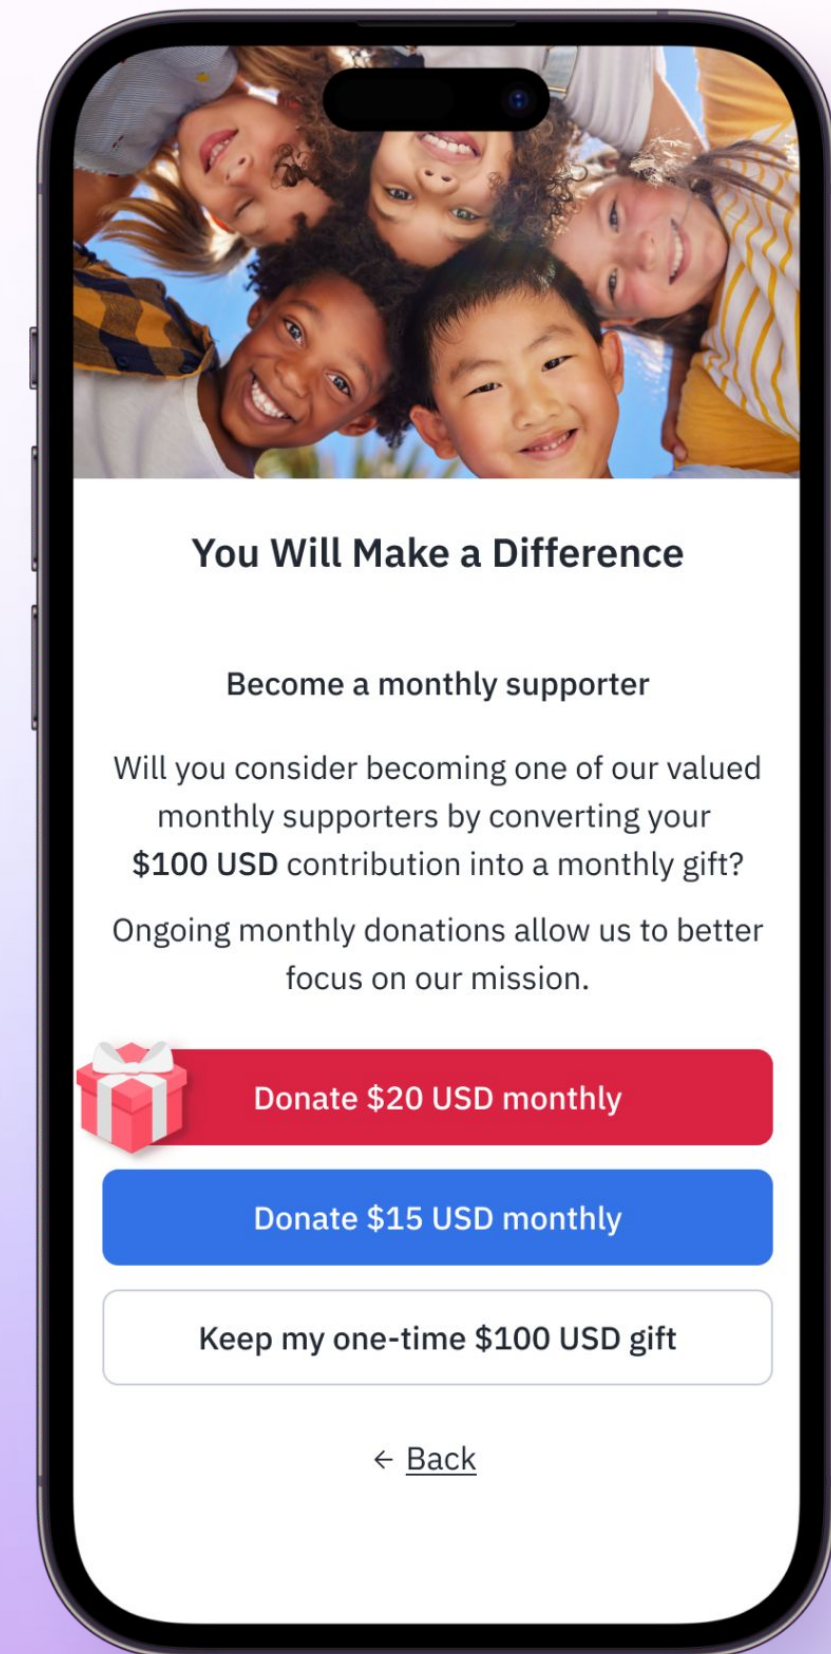 You Will Make a Difference
Become a monthly supporter
Will you consider becoming one of our valued
monthly supporters by converting your
$100 USD contribution into a monthly gift?
Ongoing monthly donations allow us to better
focus on our mission.
Donate $20 USD monthly
Donate $15 USD monthly
Keep my one-time $100 USD gift
← Back